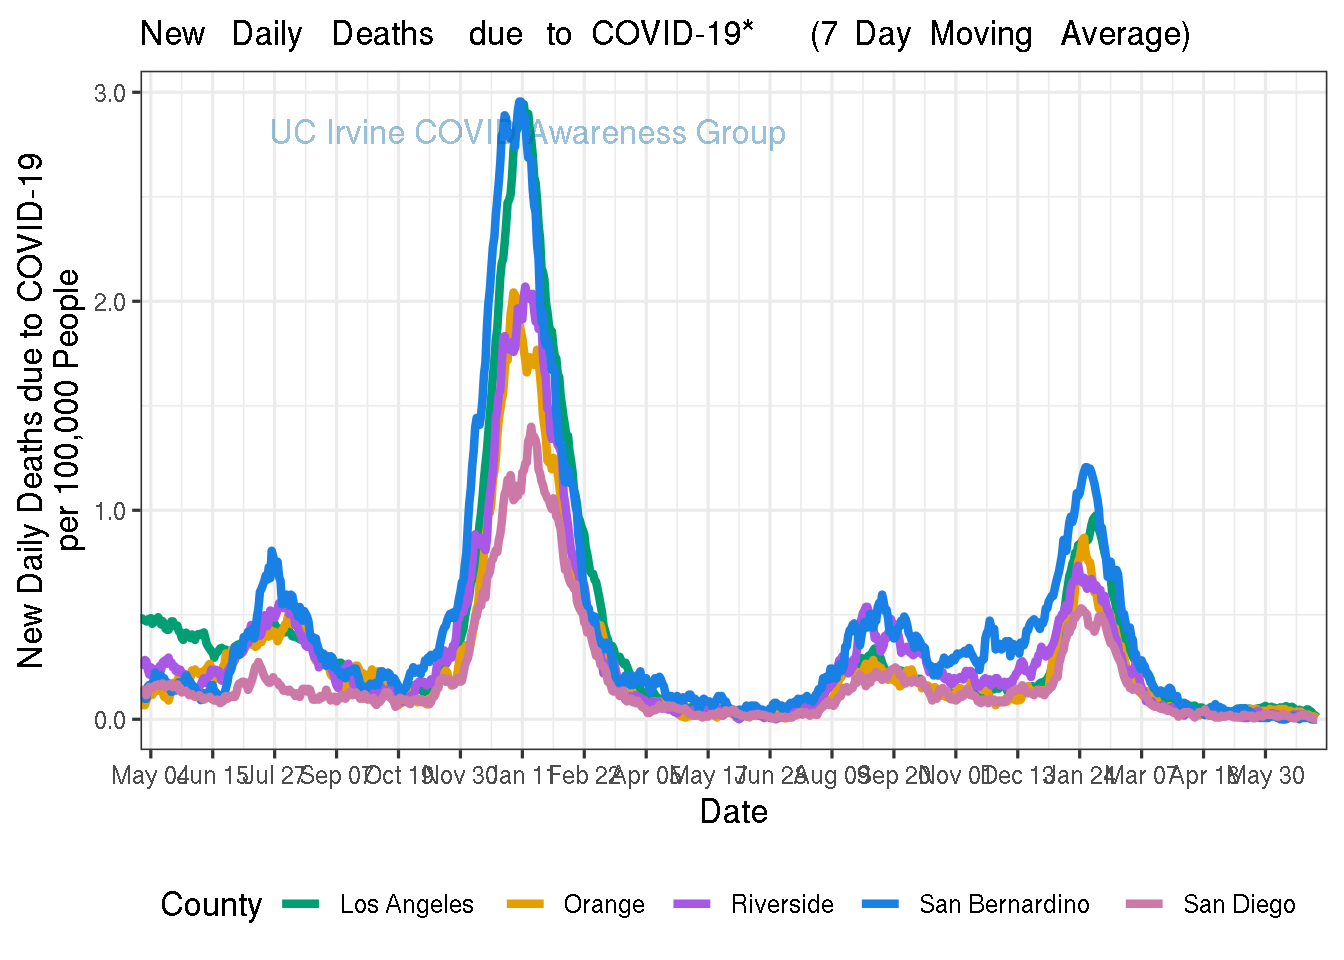 New Daily Deaths due to COVID-19* (7 Day Moving Average)
UC Irvine COVID Awareness Group
New Daily Deaths due to COVID-19
per 100,000 People
3.0
2.0
1.0
0.0
May 04 Jun 15 Jul 27 Sep 07 Oct 19 Nov 30 Jan 11 Feb 22 Apr 05 May 17 Jun 28 Aug 09 Sep 20 Nov 01 Dec 13 Jan 24 Mar 07 Apr 18 May 30
Date
County Los Angeles Orange Riverside San Bernardino San Diego